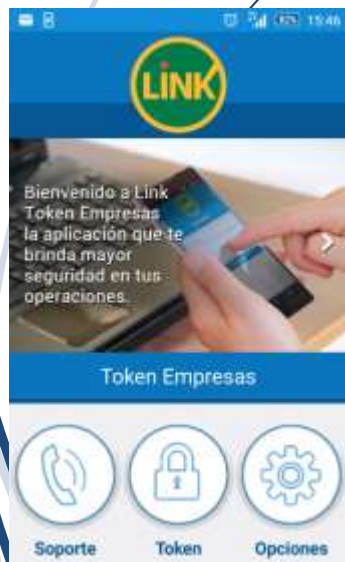 15:46
LINK
Bienvenido a Link
Token Empresas
la aplicación que te
brinda mayor
seguridad en tus
operaciones.
Token Empresas
Soporte Token Opciones